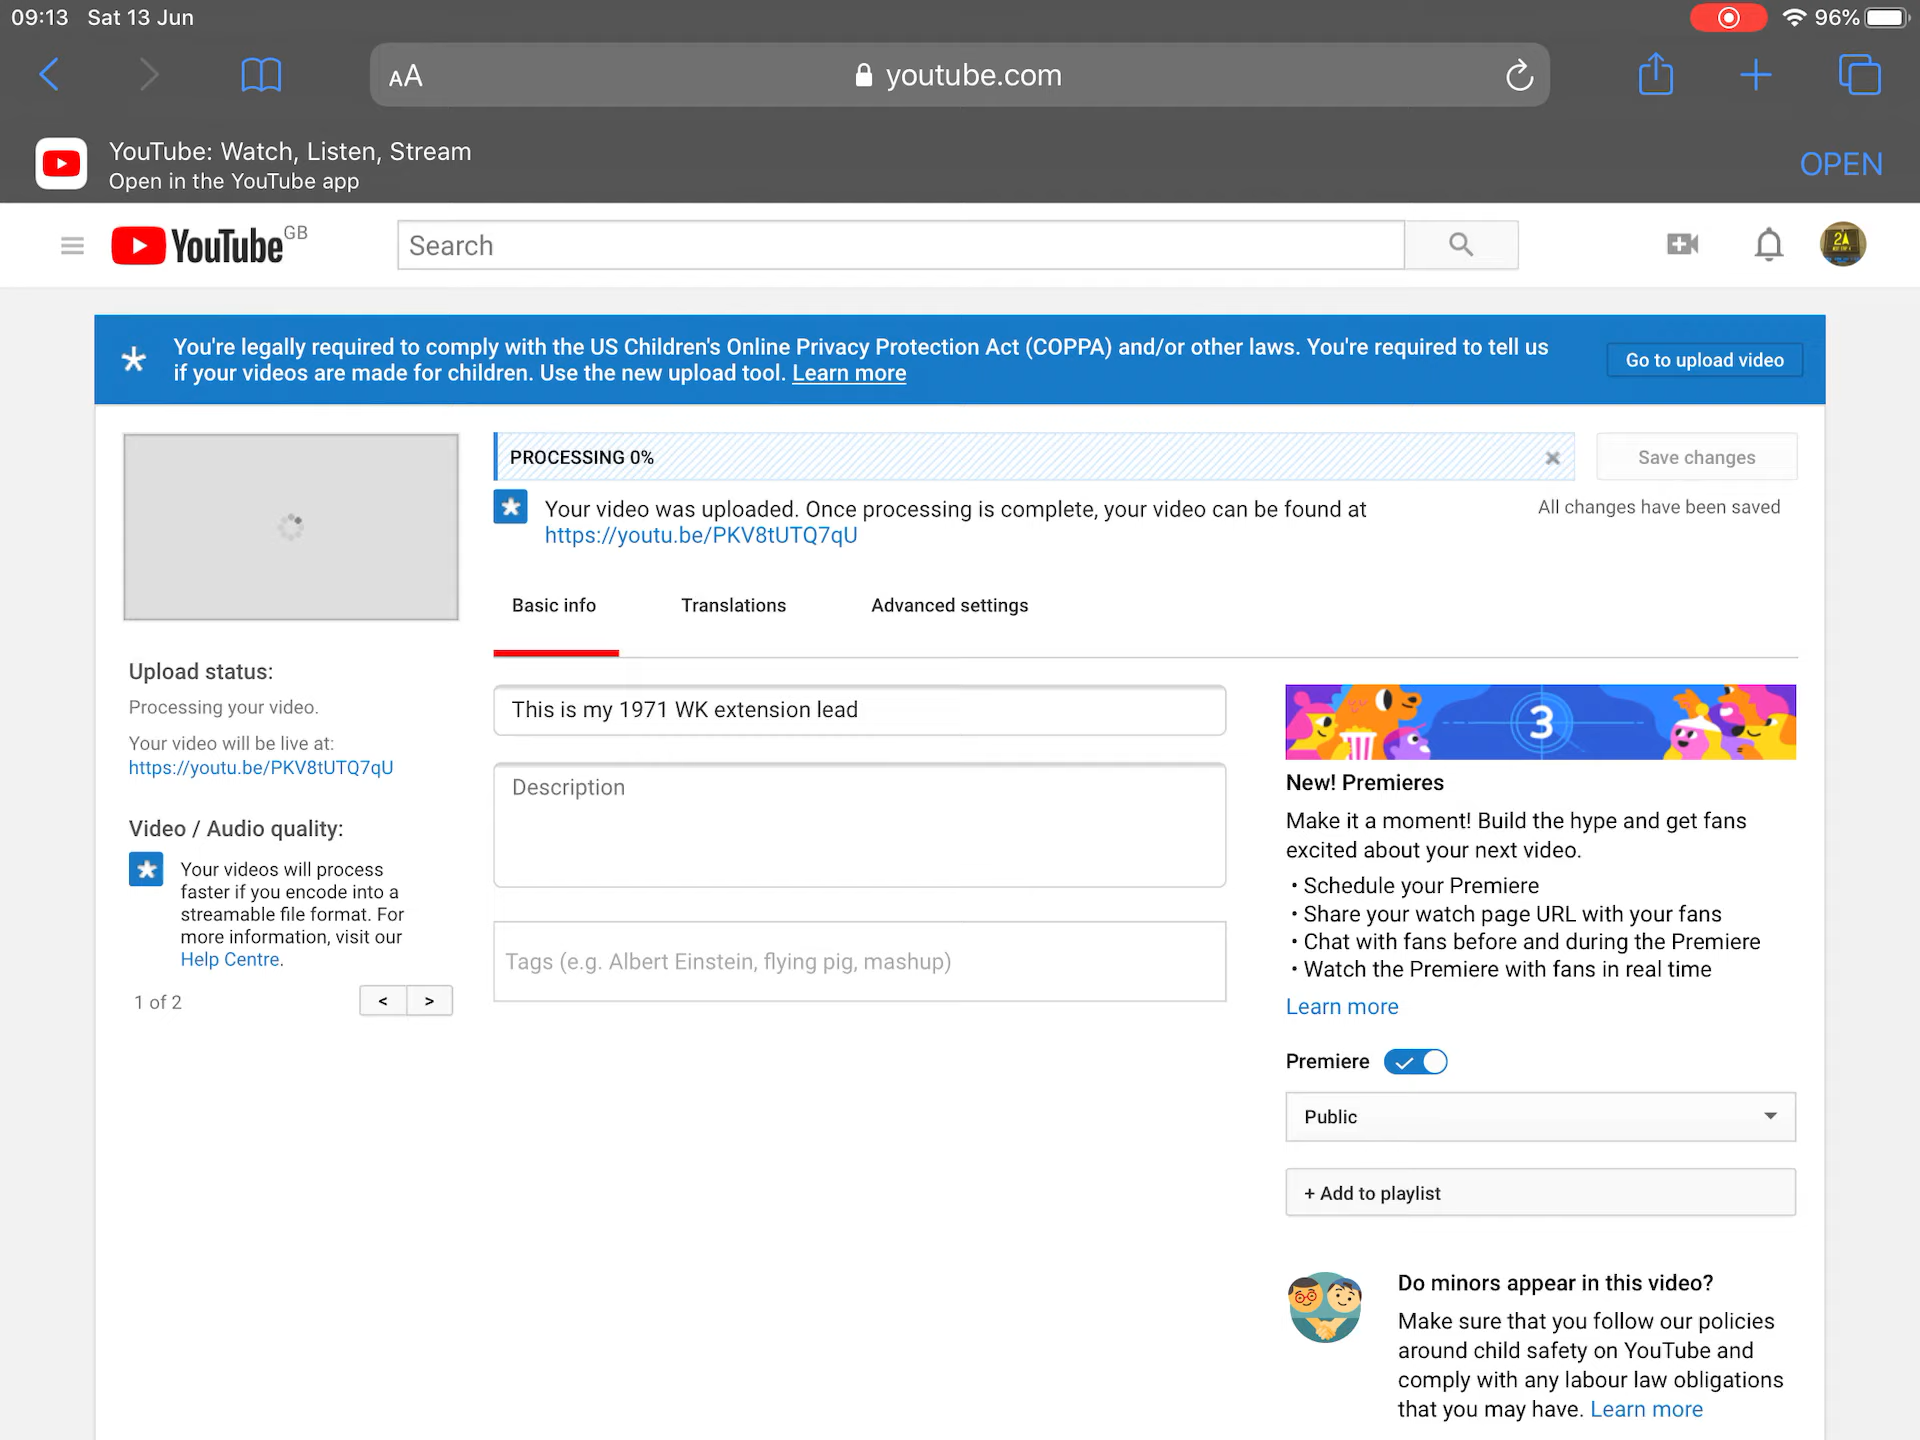 09:13 Sat 13 Jun
96%
AA
youtube.com
YouTube: Watch, Listen, Stream
Open in the YouTube app
OPEN
YouTube GB
Search
You're legally required to comply with the US Children's Online Privacy Protection Act (COPPA) and/or other laws. You're required to tell us
if your videos are made for children. Use the new upload tool. Learn more
Go to upload video
PROCESSING 0%
Save changes
Your video was uploaded. Once processing is complete, your video can be found at
https://youtu.be/PKV8tUTQ7qU
All changes have been saved
Basic info
Translations
Advanced settings
Upload status:
Processing your video.
Your video will be live at:
https://youtu.be/PKV8tUTQ7qU
Video / Audio quality:
Your videos will process
faster if you encode into a
streamable file format. For
more information, visit our
Help Centre.
1 of 2
< >
This is my 1971 WK extension lead
Description
Tags (e.g. Albert Einstein, flying pig, mashup)
3
New! Premieres
Make it a moment! Build the hype and get fans
excited about your next video.
• Schedule your Premiere
• Share your watch page URL with your fans
• Chat with fans before and during the Premiere
• Watch the Premiere with fans in real time
Learn more
Premiere
Public
+ Add to playlist
Do minors appear in this video?
Make sure that you follow our policies
around child safety on YouTube and
comply with any labour law obligations
that you may have. Learn more